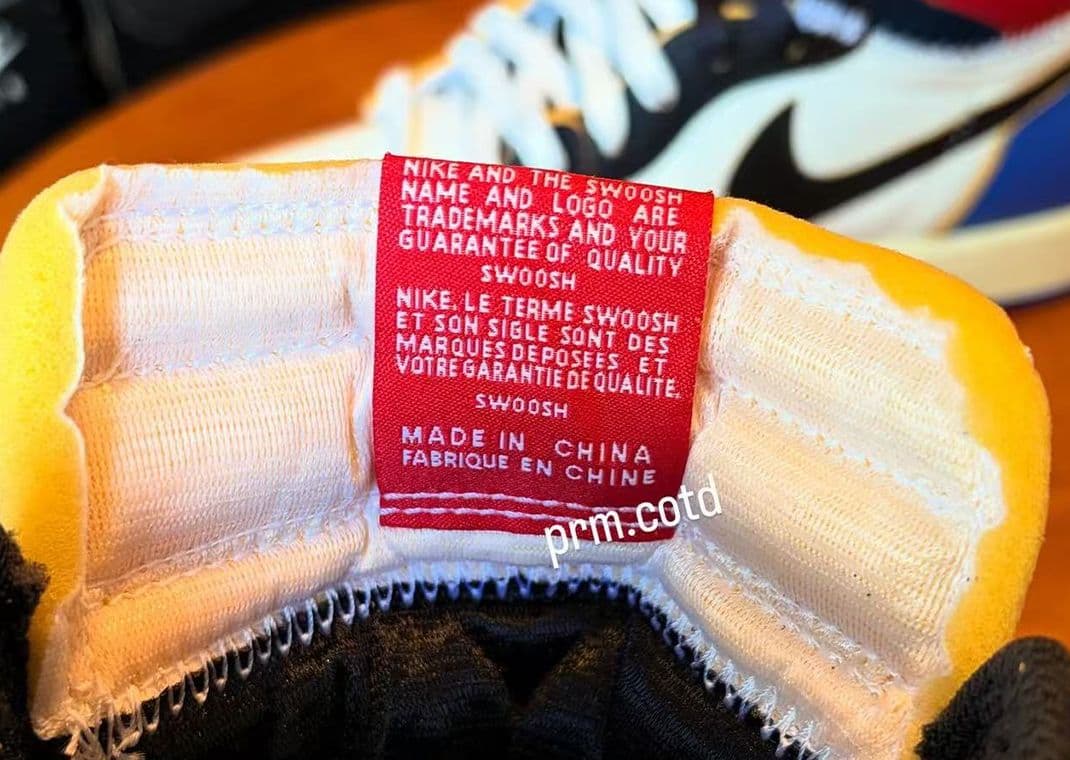 NIKE AND THE SWOOSH
NAME AND LOGO ARE
TRADEMARKS AND YOUR
GUARANTEE OF QUALITY
SWOOSH
NIKE. LE TERME SWOOSH
ET SON SIGLE SONT DES
MARQUES DEPOSEES ET
VOTRE GARANTIE DE QUALITE.
SWOOSH
MADE IN CHINA
FABRIQUE EN CHINE
prm.cotd